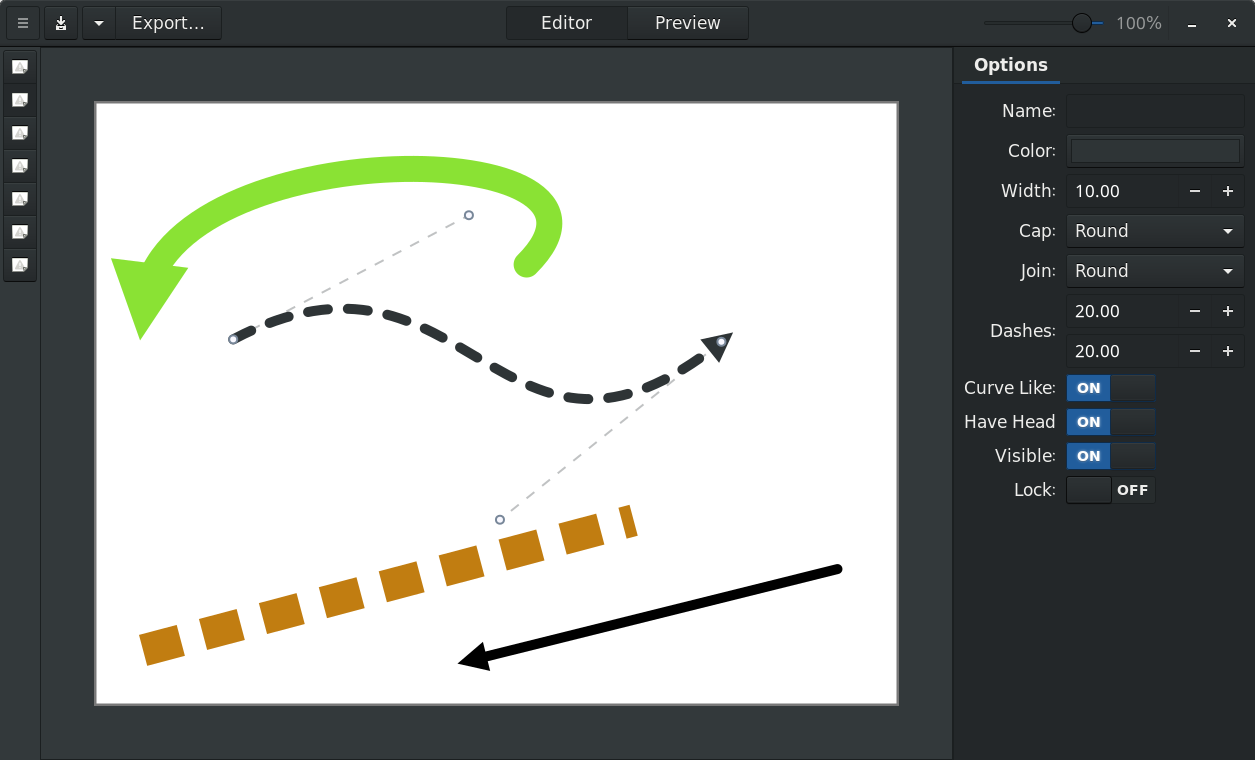 Export...
Editor
Preview
100%
Options
Name:
Color:
Width: 10.00
Cap: Round
Join: Round
Dashes: 20.00
20.00
Curve Like: ON
Have Head ON
Visible: ON
Lock: OFF